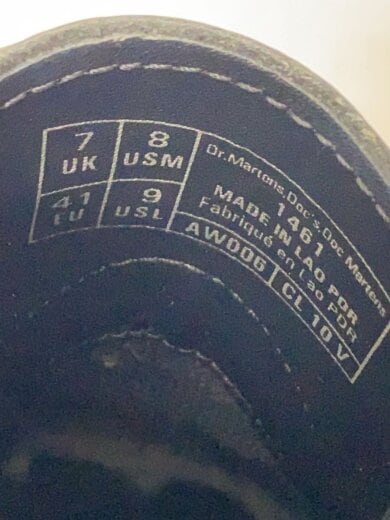 7
UK
8
USM
41
EU
9
USL
Dr.Martens,Doc's,Doc Martens
1461
MADE IN LAO PDR
Fabriqué en Lao PDR
AW006
CL 10 V